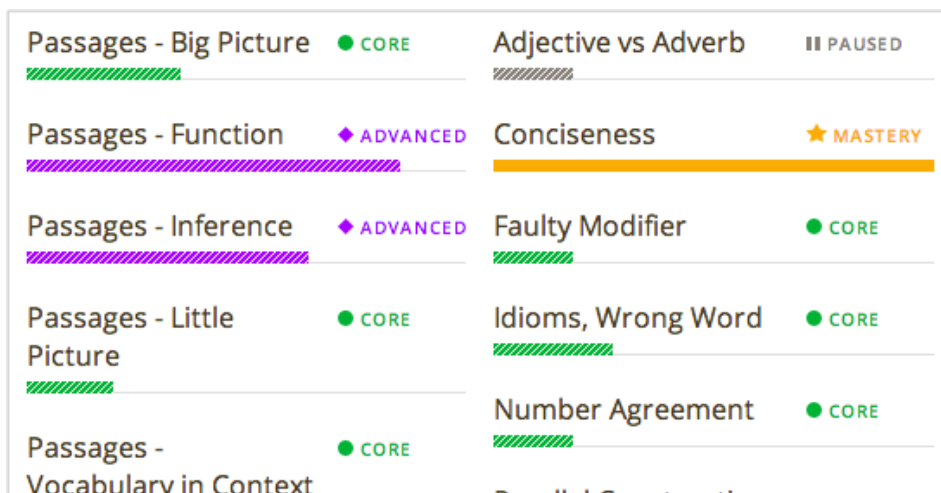 Passages - Big Picture CORE
Passages - Function ADVANCED
Passages - Inference ADVANCED
Passages - Little CORE
Picture
Passages - CORE
Vocabulary in Context
Adjective vs Adverb PAUSED
Conciseness MASTERY
Faulty Modifier CORE
Idioms, Wrong Word CORE
Number Agreement CORE